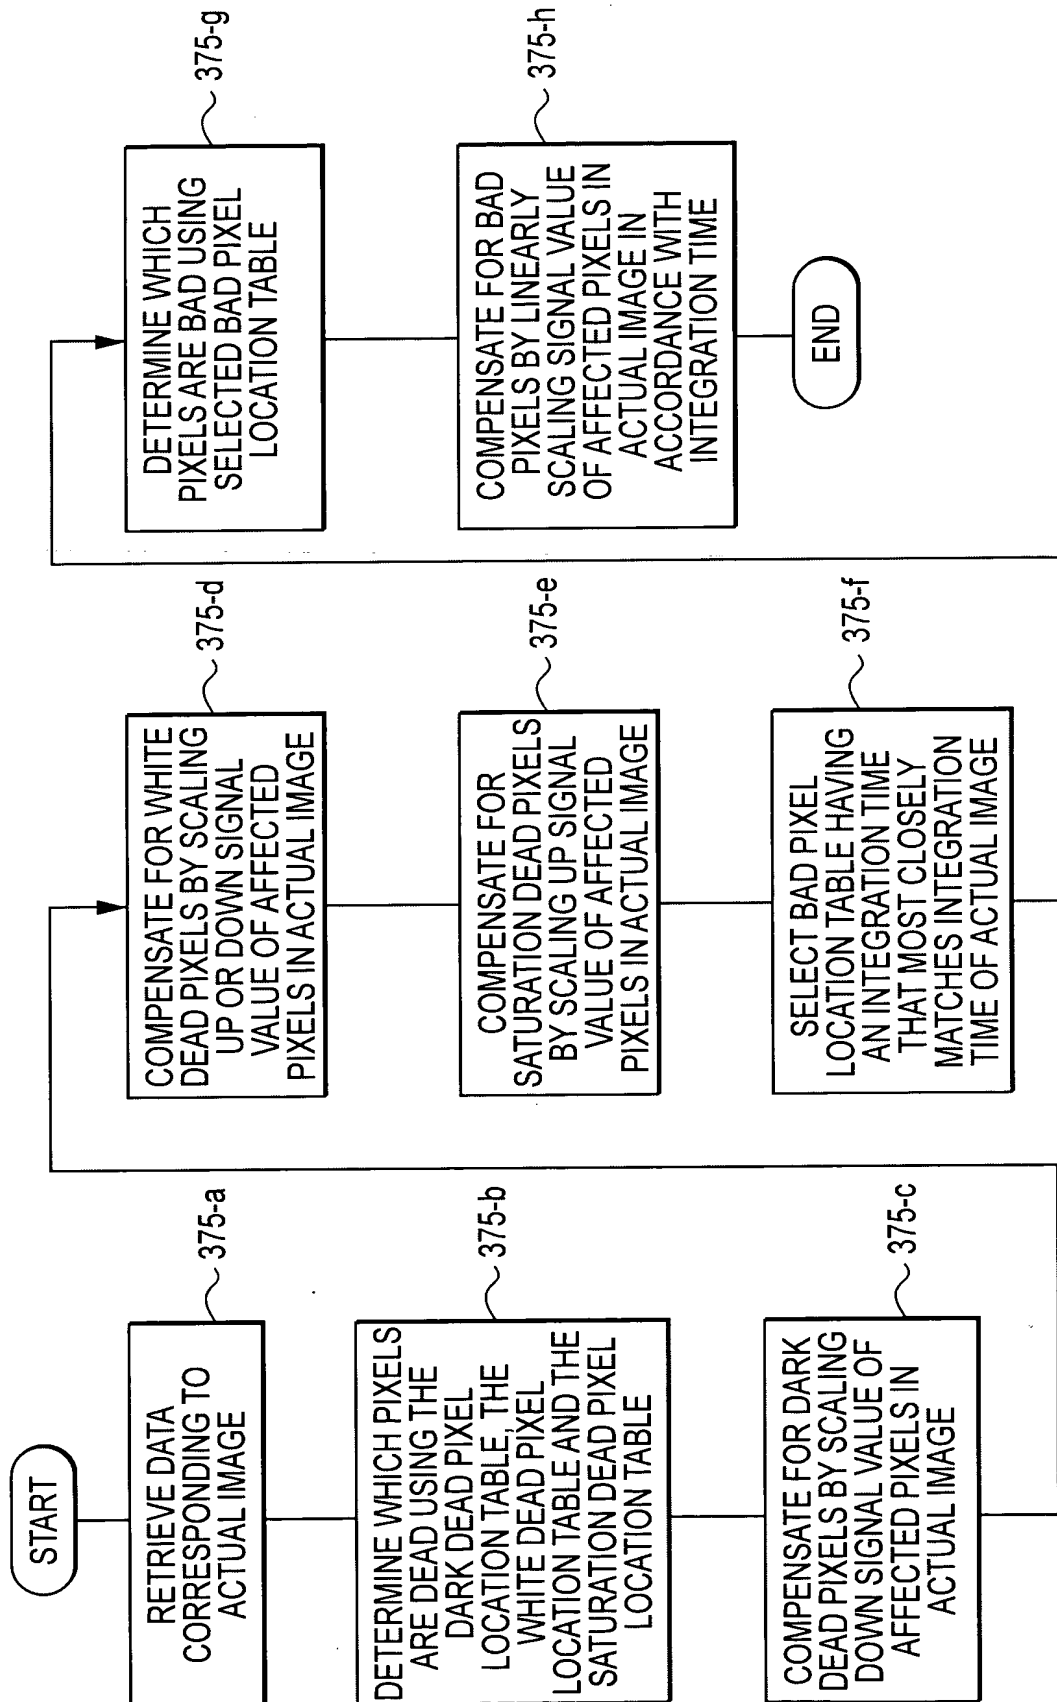 START
RETRIEVE DATA
CORRESPONDING TO
ACTUAL IMAGE
375-a
DETERMINE WHICH PIXELS
ARE DEAD USING THE
DARK DEAD PIXEL
LOCATION TABLE, THE
WHITE DEAD PIXEL
LOCATION TABLE AND THE
SATURATION DEAD PIXEL
LOCATION TABLE
375-b
COMPENSATE FOR DARK
DEAD PIXELS BY SCALING
DOWN SIGNAL VALUE OF
AFFECTED PIXELS IN
ACTUAL IMAGE
375-c
COMPENSATE FOR WHITE
DEAD PIXELS BY SCALING
UP OR DOWN SIGNAL
VALUE OF AFFECTED
PIXELS IN ACTUAL IMAGE
375-d
COMPENSATE FOR
SATURATION DEAD PIXELS
BY SCALING UP SIGNAL
VALUE OF AFFECTED
PIXELS IN ACTUAL IMAGE
375-e
SELECT BAD PIXEL
LOCATION TABLE HAVING
AN INTEGRATION TIME
THAT MOST CLOSELY
MATCHES INTEGRATION
TIME OF ACTUAL IMAGE
375-f
DETERMINE WHICH
PIXELS ARE BAD USING
SELECTED BAD PIXEL
LOCATION TABLE
375-g
COMPENSATE FOR BAD
PIXELS BY LINEARLY
SCALING SIGNAL VALUE
OF AFFECTED PIXELS IN
ACTUAL IMAGE IN
ACCORDANCE WITH
INTEGRATION TIME
375-h
END